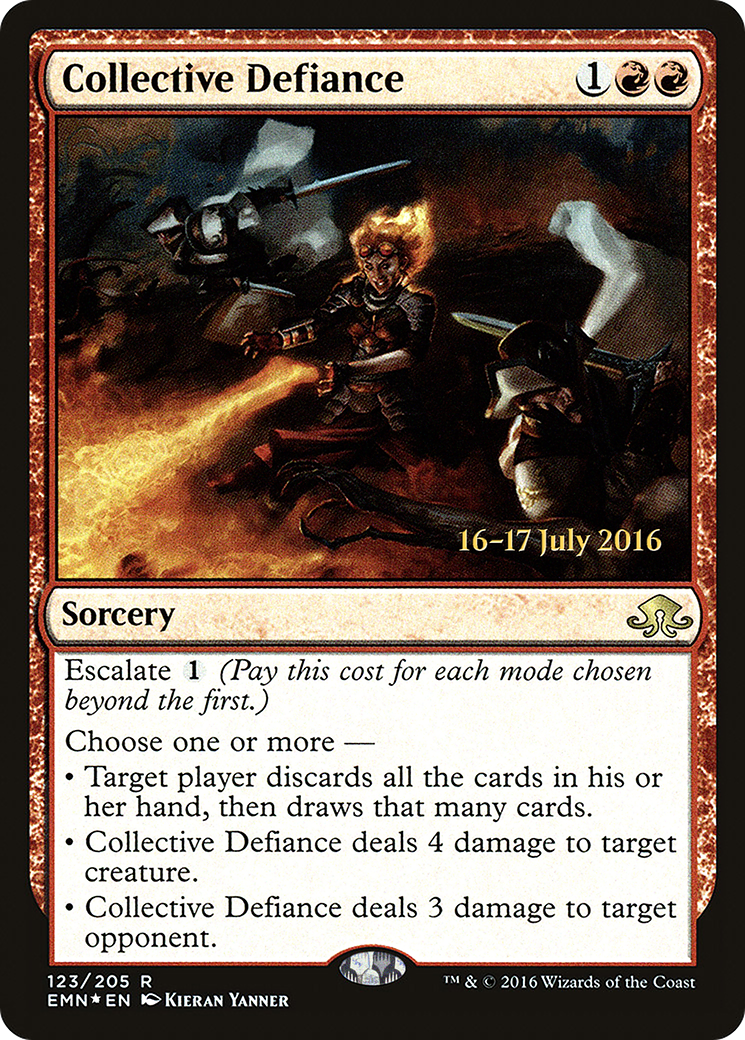 Collective Defiance 1
16–17 July 2016
Sorcery
Escalate 1 (Pay this cost for each mode chosen
beyond the first.)
Choose one or more —
• Target player discards all the cards in his or
her hand, then draws that many cards.
• Collective Defiance deals 4 damage to target
creature.
• Collective Defiance deals 3 damage to target
opponent.
123/205 R
EMN★EN Kieran Yanner
™ & © 2016 Wizards of the Coast